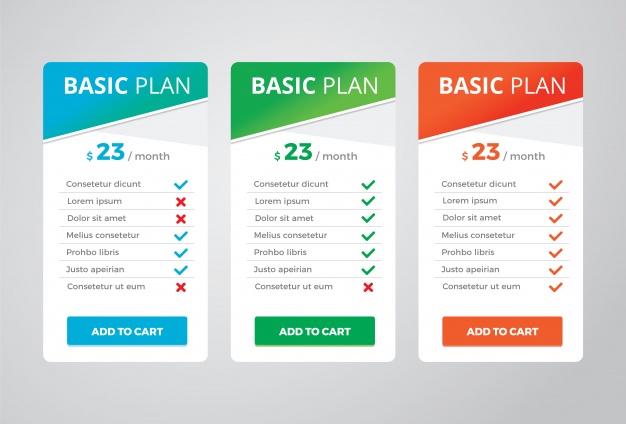 BASIC PLAN
$ 23 / month
Consetetur dicunt
Lorem ipsum
Dolor sit amet
Melius consetetur
Prohbo libris
Justo apeirian
Consetetur ut eum
ADD TO CART
BASIC PLAN
$ 23 / month
Consetetur dicunt
Lorem ipsum
Dolor sit amet
Melius consetetur
Prohbo libris
Justo apeirian
Consetetur ut eum
ADD TO CART
BASIC PLAN
$ 23 / month
Consetetur dicunt
Lorem ipsum
Dolor sit amet
Melius consetetur
Prohbo libris
Justo apeirian
Consetetur ut eum
ADD TO CART